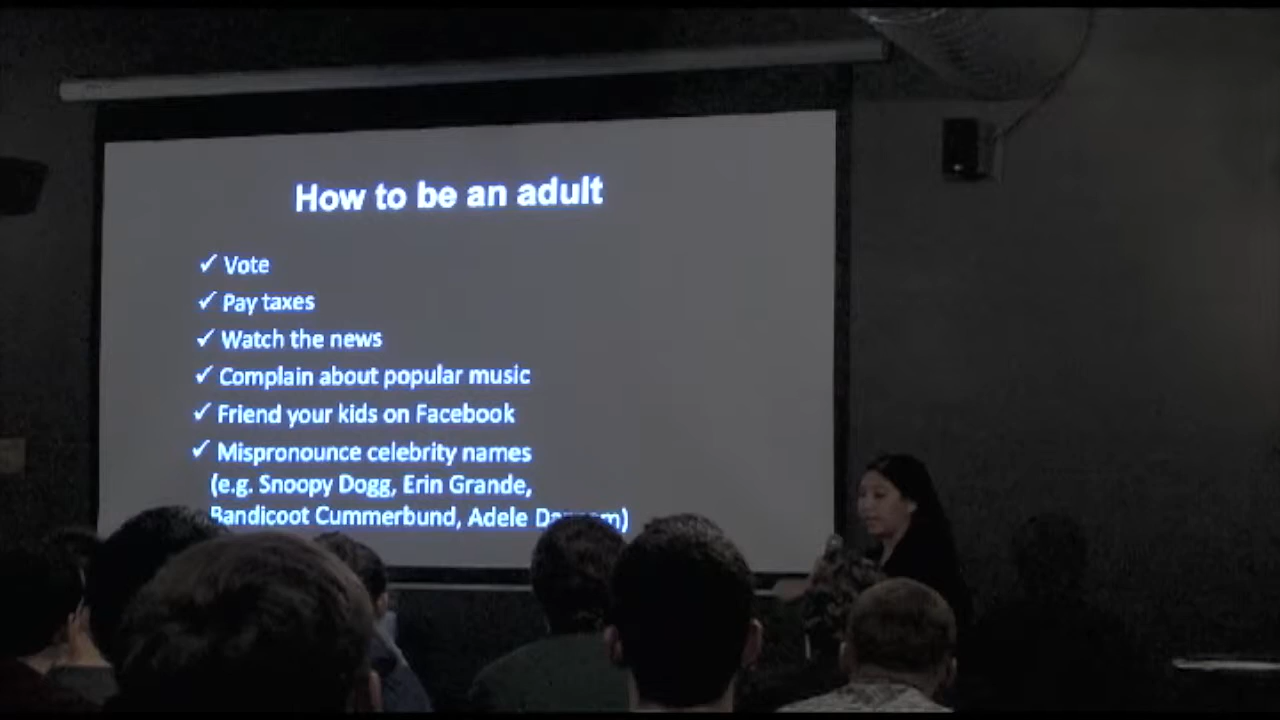 How to be an adult
✓ Vote
✓ Pay taxes
✓ Watch the news
✓ Complain about popular music
✓ Friend your kids on Facebook
✓ Mispronounce celebrity names
(e.g. Snoopy Dogg, Erin Grande,
Bandicoot Cummerbund, Adele